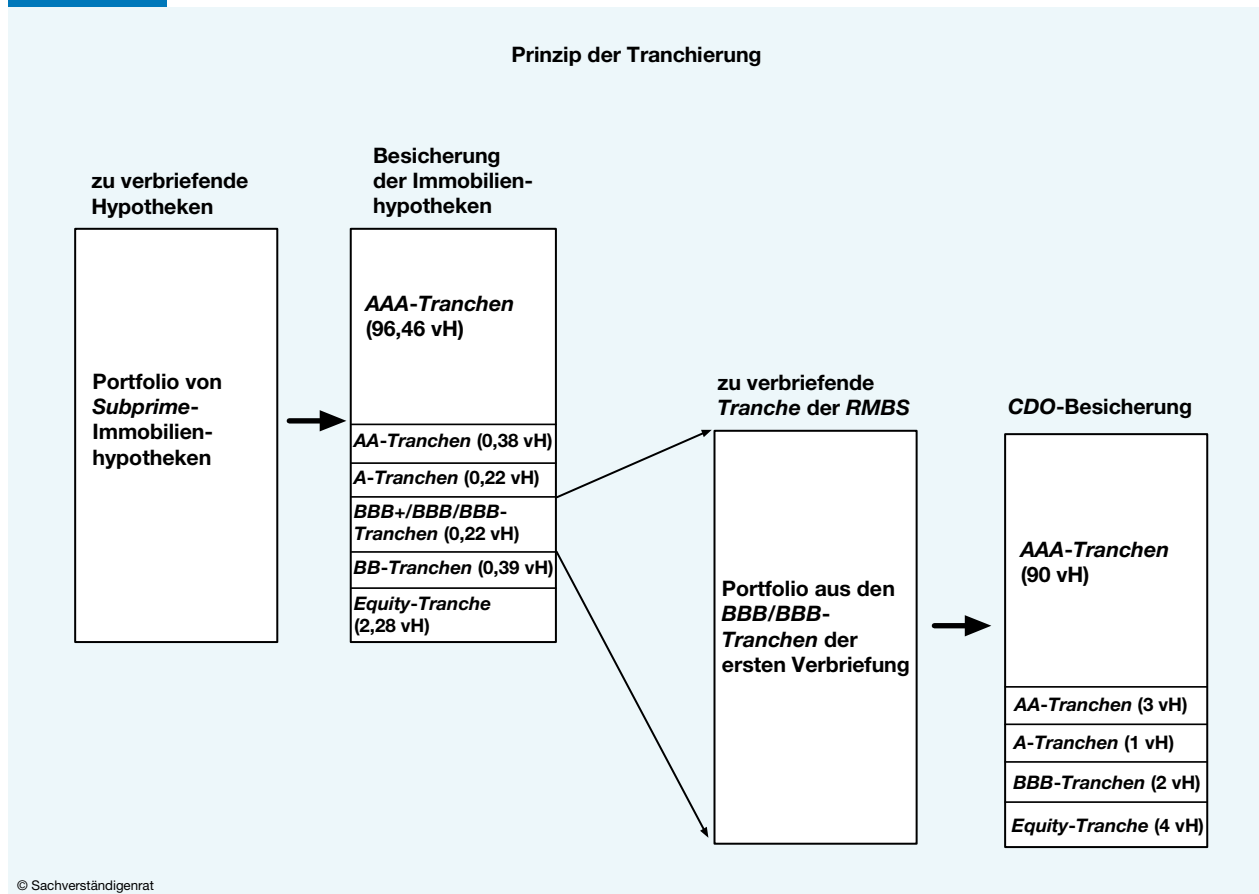 Prinzip der Tranchierung
zu verbriefende
Hypotheken
Portfolio von
Subprime-
Immobilien-
hypotheken
Besicherung
der Immobilien-
hypotheken
AAA-Tranchen
(96,46 vH)
AA-Tranchen (0,38 vH)
A-Tranchen (0,22 vH)
BBB+/BBB/BBB-
Tranchen (0,22 vH)
BB-Tranchen (0,39 vH)
Equity-Tranche
(2,28 vH)
zu verbriefende
Tranche der RMBS
Portfolio aus den
BBB/BBB-
Tranchen der
ersten Verbriefung
CDO-Besicherung
AAA-Tranchen
(90 vH)
AA-Tranchen (3 vH)
A-Tranchen (1 vH)
BBB-Tranchen (2 vH)
Equity-Tranche (4 vH)
© Sachverständigenrat